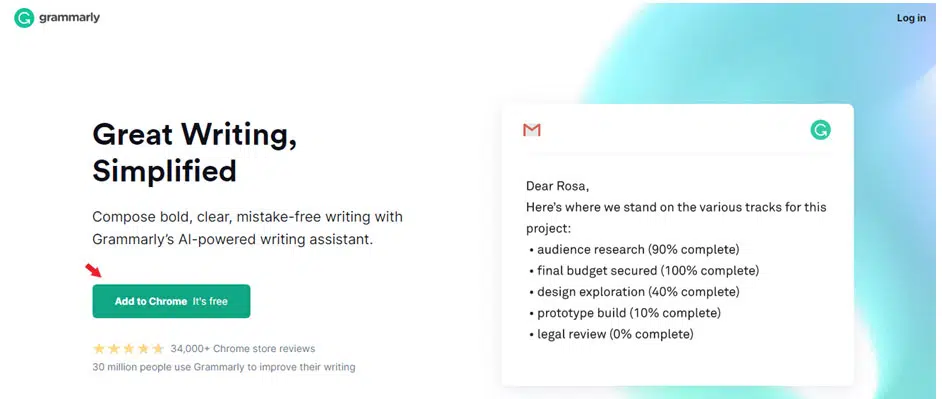 grammarly
Log in
Great Writing,
Simplified
Compose bold, clear, mistake-free writing with
Grammarly's AI-powered writing assistant.
Add to Chrome It's free
34,000+ Chrome store reviews
30 million people use Grammarly to improve their writing
Dear Rosa,
Here's where we stand on the various tracks for this
project:
• audience research (90% complete)
• final budget secured (100% complete)
• design exploration (40% complete)
• prototype build (10% complete)
• legal review (0% complete)